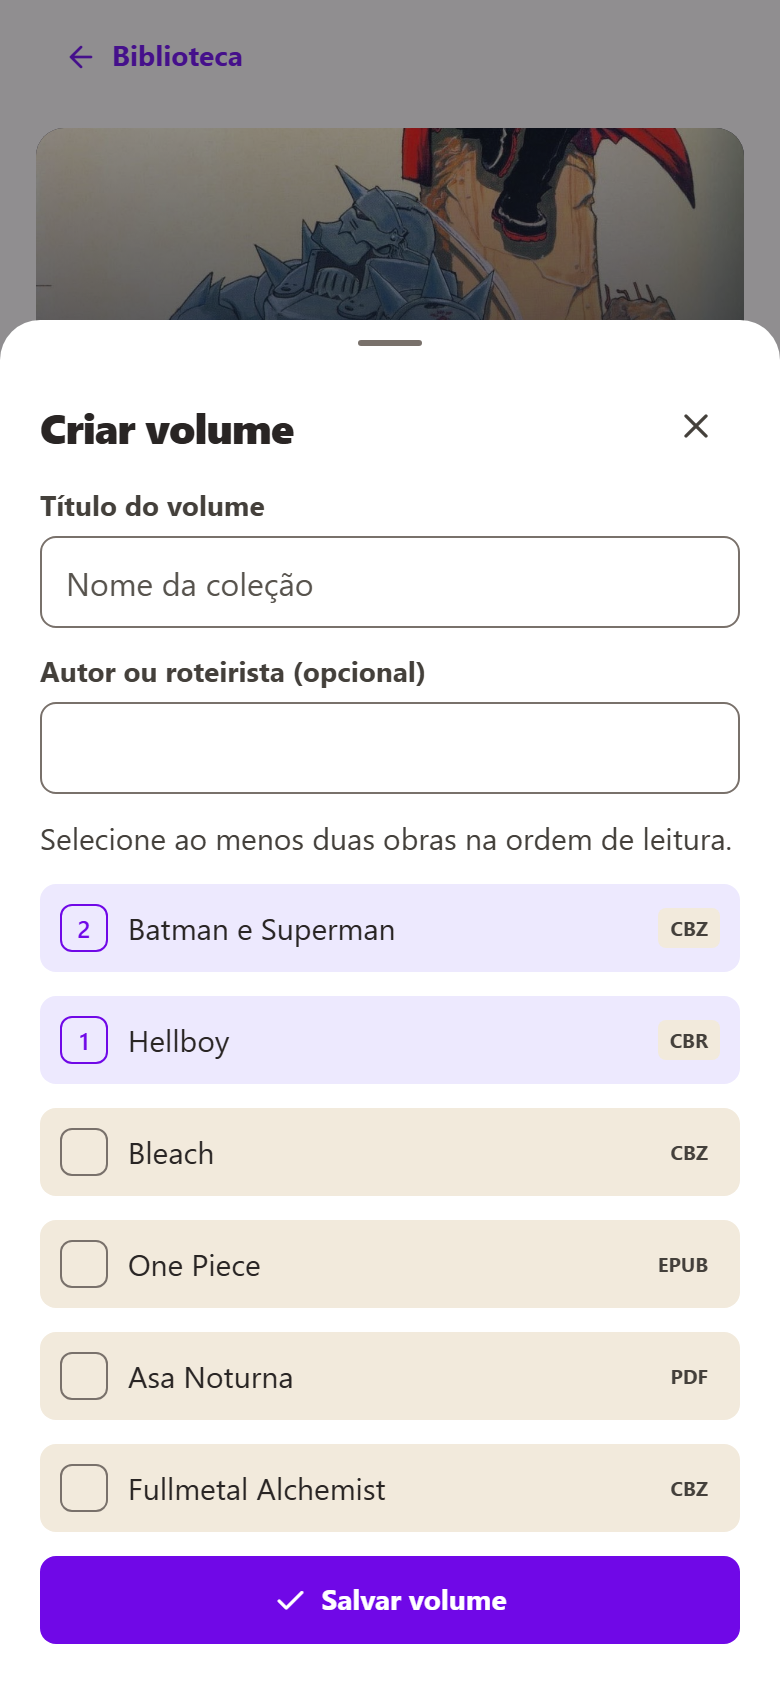 Biblioteca
Criar volume
Título do volume
Nome da coleção
Autor ou roteirista (opcional)
Selecione ao menos duas obras na ordem de leitura.
2 Batman e Superman CBZ
1 Hellboy CBR
Bleach CBZ
One Piece EPUB
Asa Noturna PDF
Fullmetal Alchemist CBZ
Salvar volume